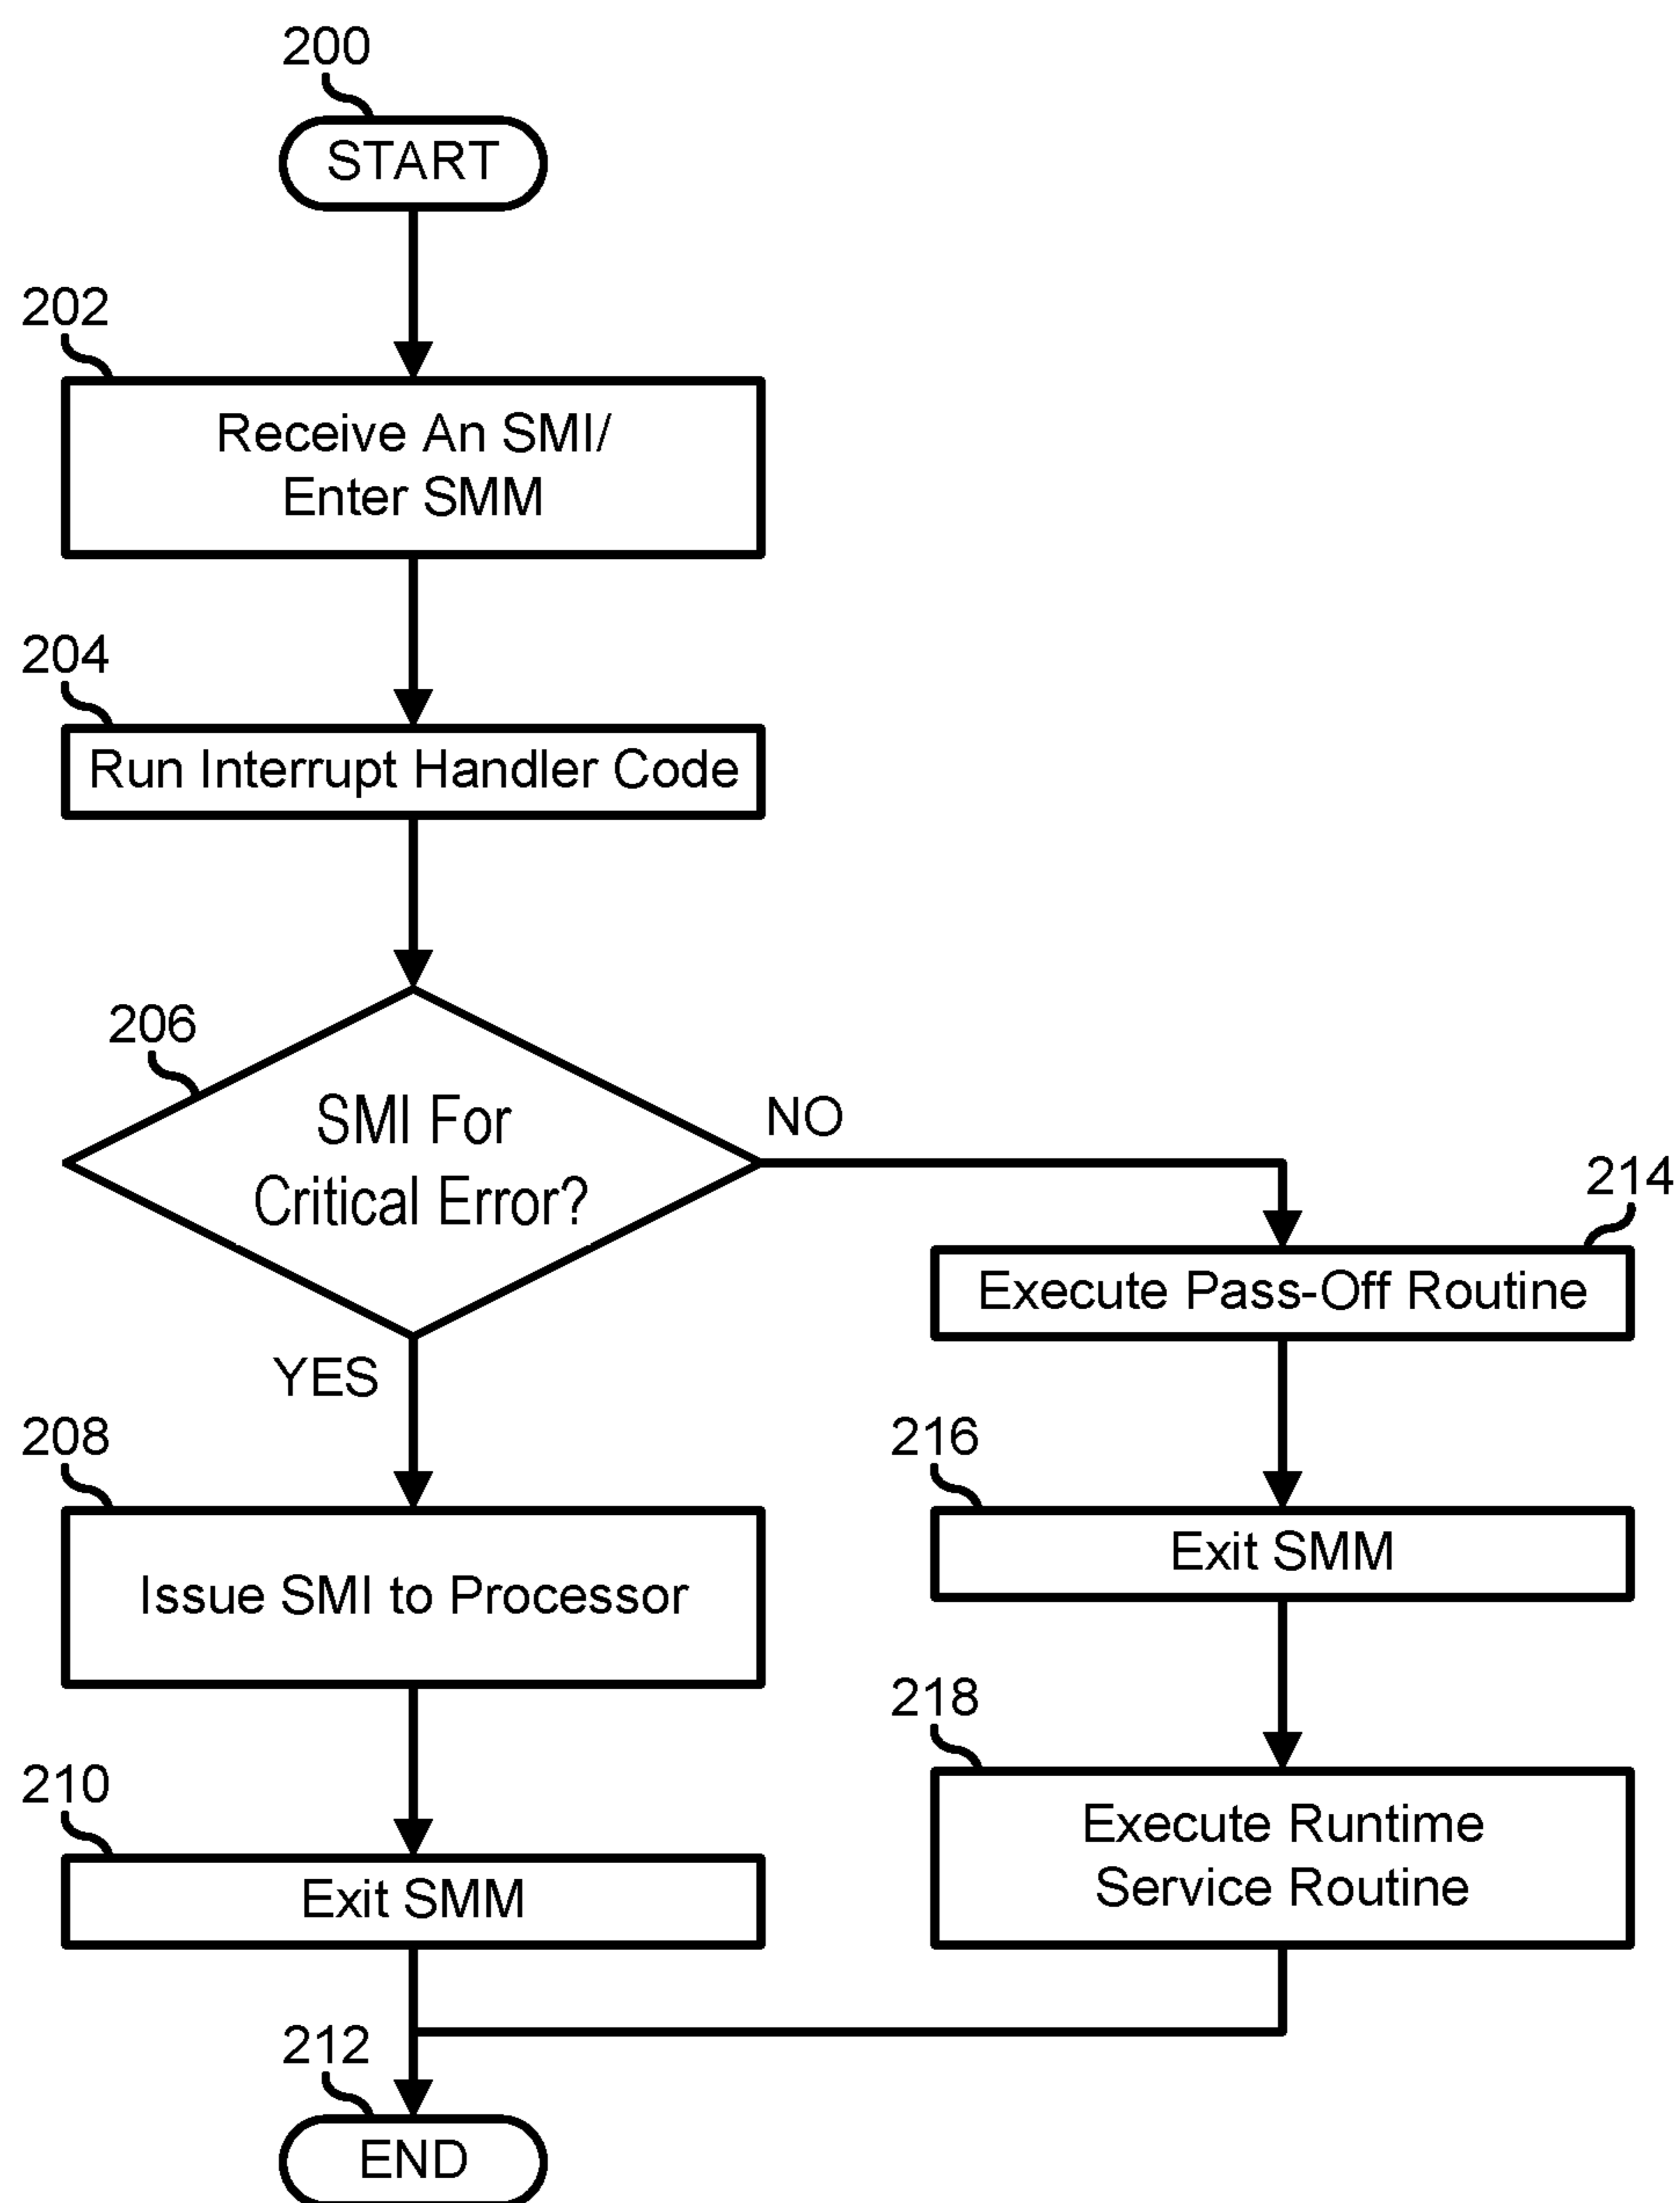 200
START
202
Receive An SMI/
Enter SMM
204
Run Interrupt Handler Code
206
SMI For
Critical Error?
NO
YES
208
Issue SMI to Processor
210
Exit SMM
214
Execute Pass-Off Routine
216
Exit SMM
218
Execute Runtime
Service Routine
212
END